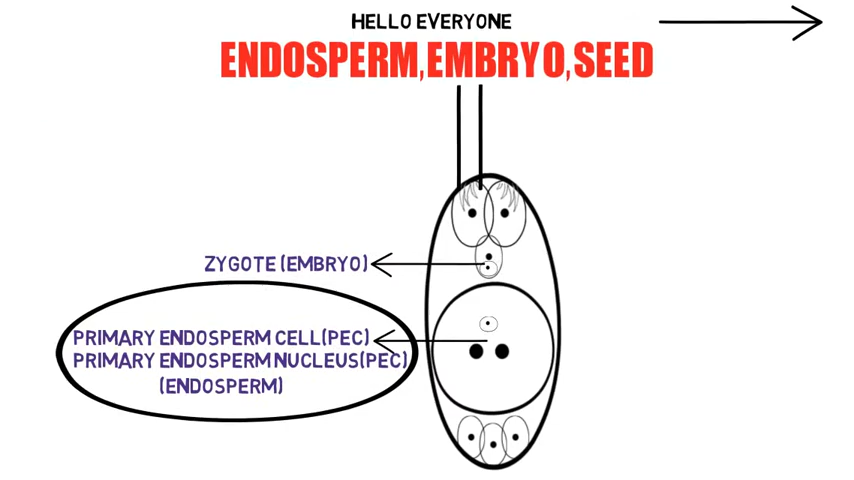 HELLO EVERYONE
ENDOSPERM,EMBRYO,SEED
ZYGOTE (EMBRYO)
PRIMARY ENDOSPERM CELL(PEC)
PRIMARY ENDOSPERM NUCLEUS(PEC)
(ENDOSPERM)